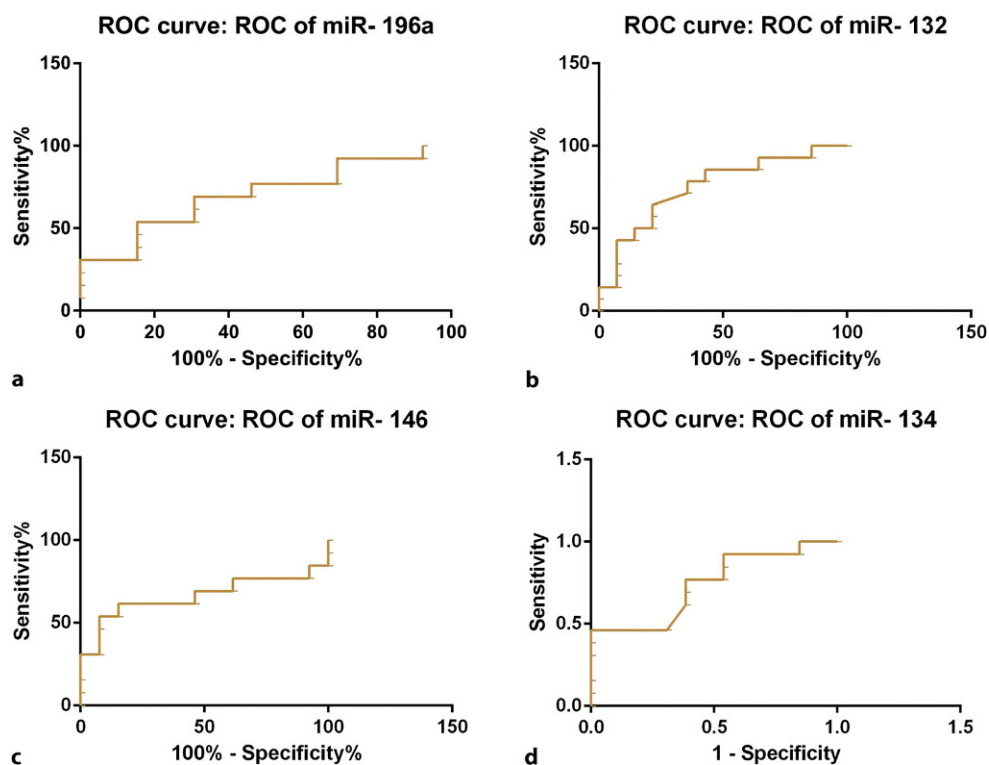 ROC curve: ROC of miR- 196a
150
100
50
0
Sensitivity%
0 20 40 60 80 100
100% - Specificity%
a
ROC curve: ROC of miR- 132
150
100
50
0
Sensitivity%
0 50 100 150
100% - Specificity%
b
ROC curve: ROC of miR- 146
150
100
50
0
Sensitivity%
0 50 100 150
100% - Specificity%
c
ROC curve: ROC of miR- 134
1.5
1.0
0.5
0.0
Sensitivity
0.0 0.5 1.0 1.5
1 - Specificity
d